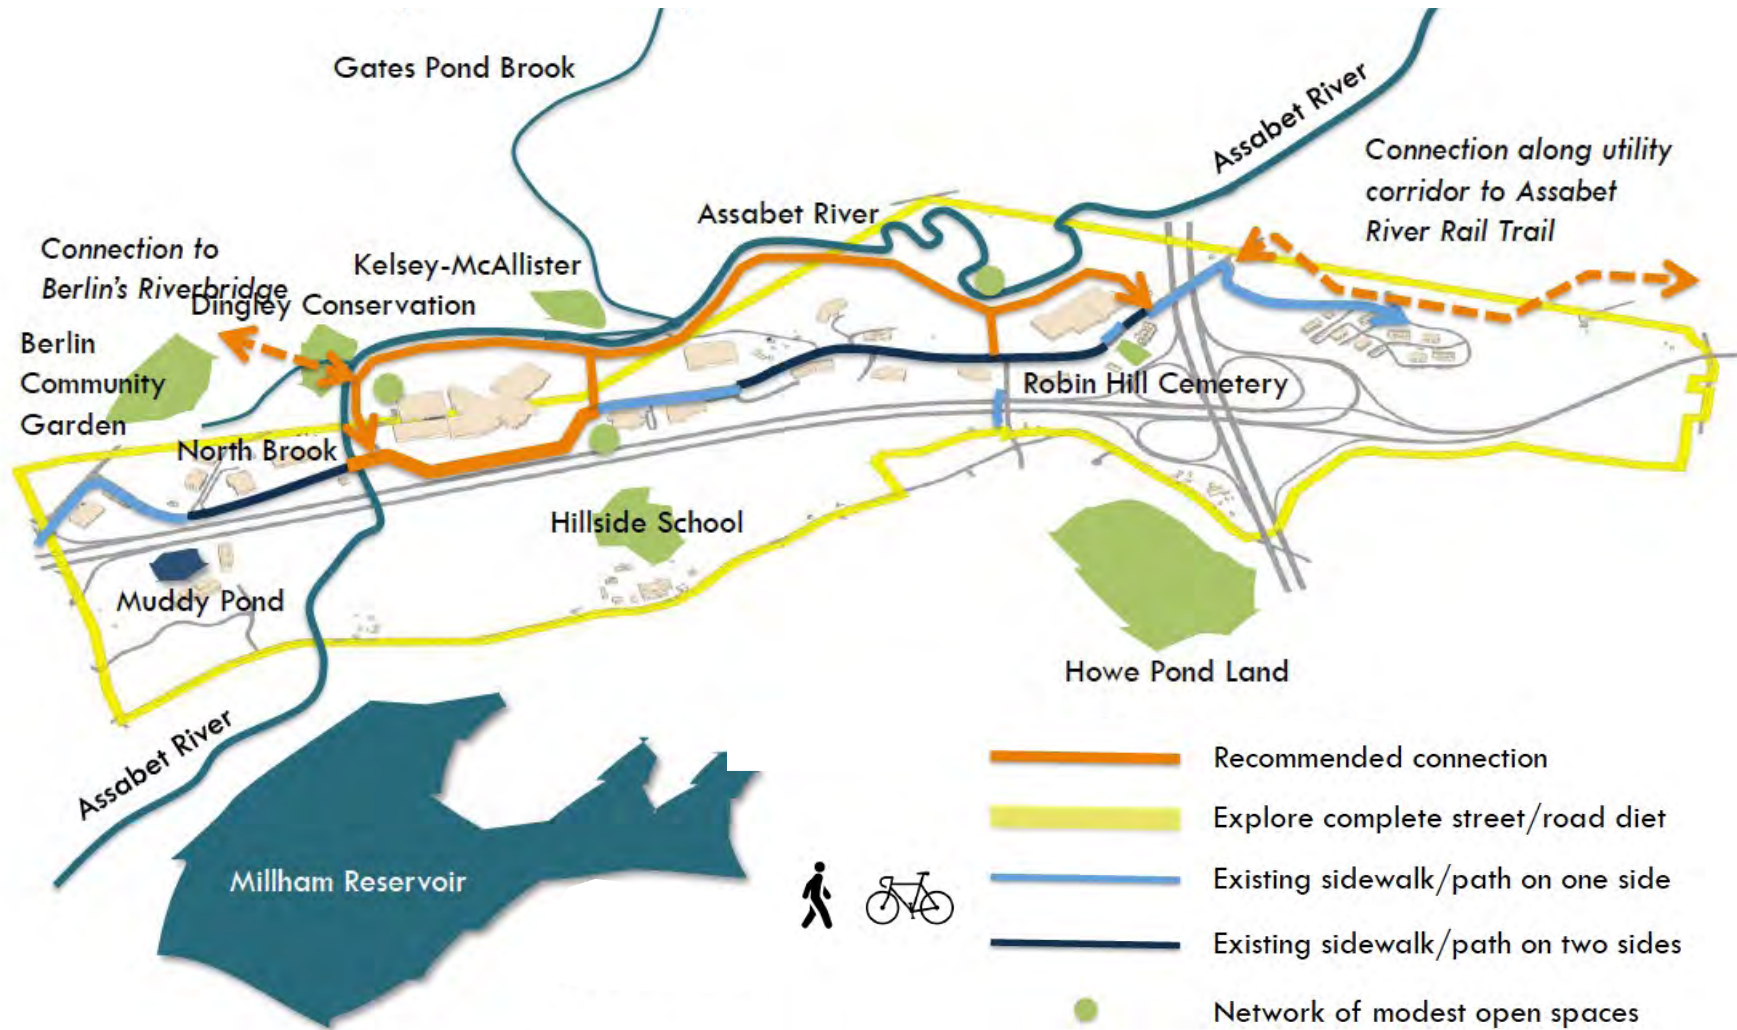 Gates Pond Brook
Assabet River
Connection along utility
corridor to Assabet
River Rail Trail
Assabet River
Connection to
Berlin's Riverbridge
Kelsey-McAllister
Dingley Conservation
Berlin
Community
Garden
Robin Hill Cemetery
North Brook
Hillside School
Muddy Pond
Howe Pond Land
Assabet River
Millham Reservoir
Recommended connection
Explore complete street/road diet
Existing sidewalk/path on one side
Existing sidewalk/path on two sides
Network of modest open spaces